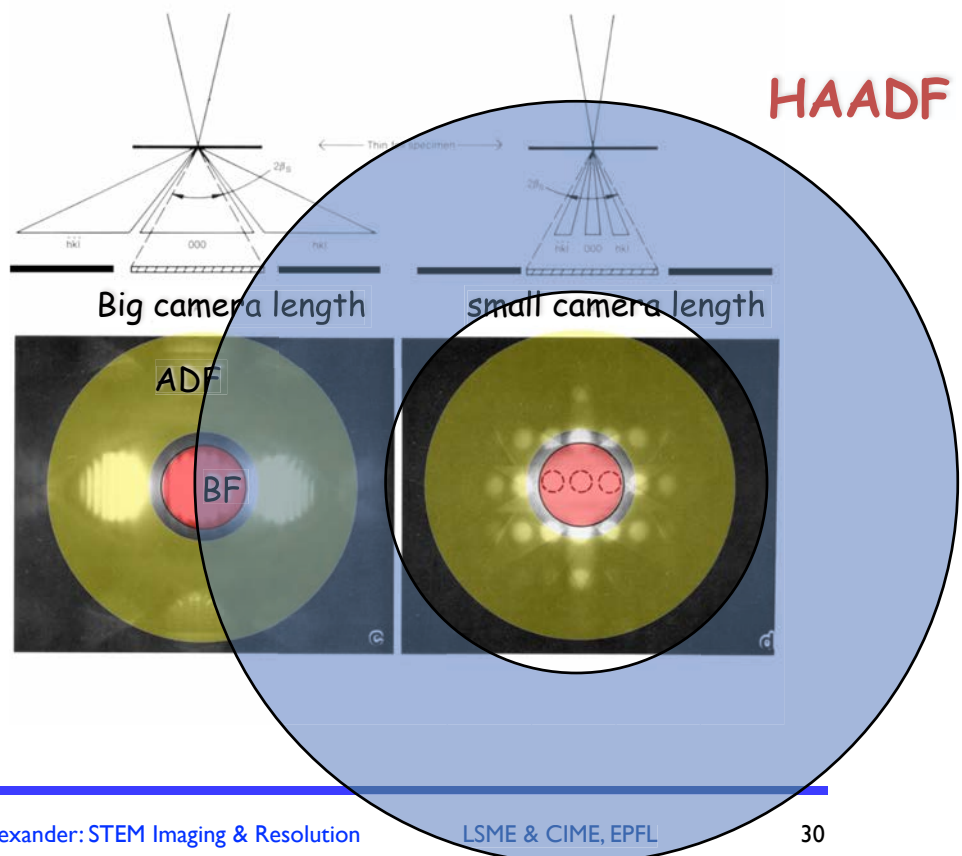 HAADF
Thin foil specimen
2βs
2βs
hkl
000
hkl
hkl
000
hkl
Big camera length
small camera length
ADF
BF
exander: STEM Imaging & Resolution
LSME & CIME, EPFL
30